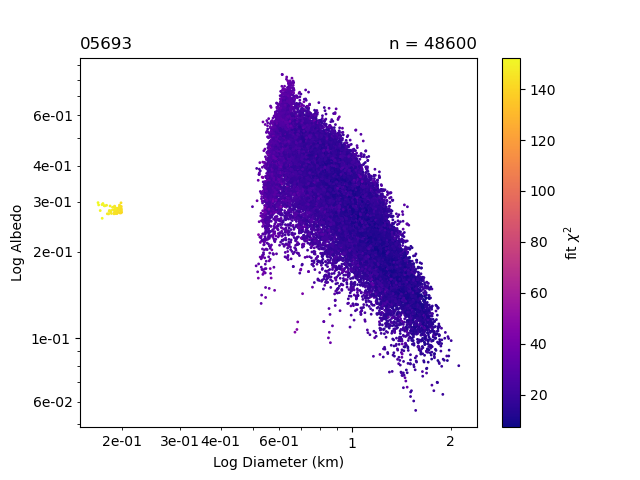 05693
n = 48600
6e-01
4e-01
3e-01
2e-01
1e-01
6e-02
Log Albedo
2e-01 3e-01 4e-01 6e-01 1 2
Log Diameter (km)
140
120
100
80
60
40
20
fit χ²